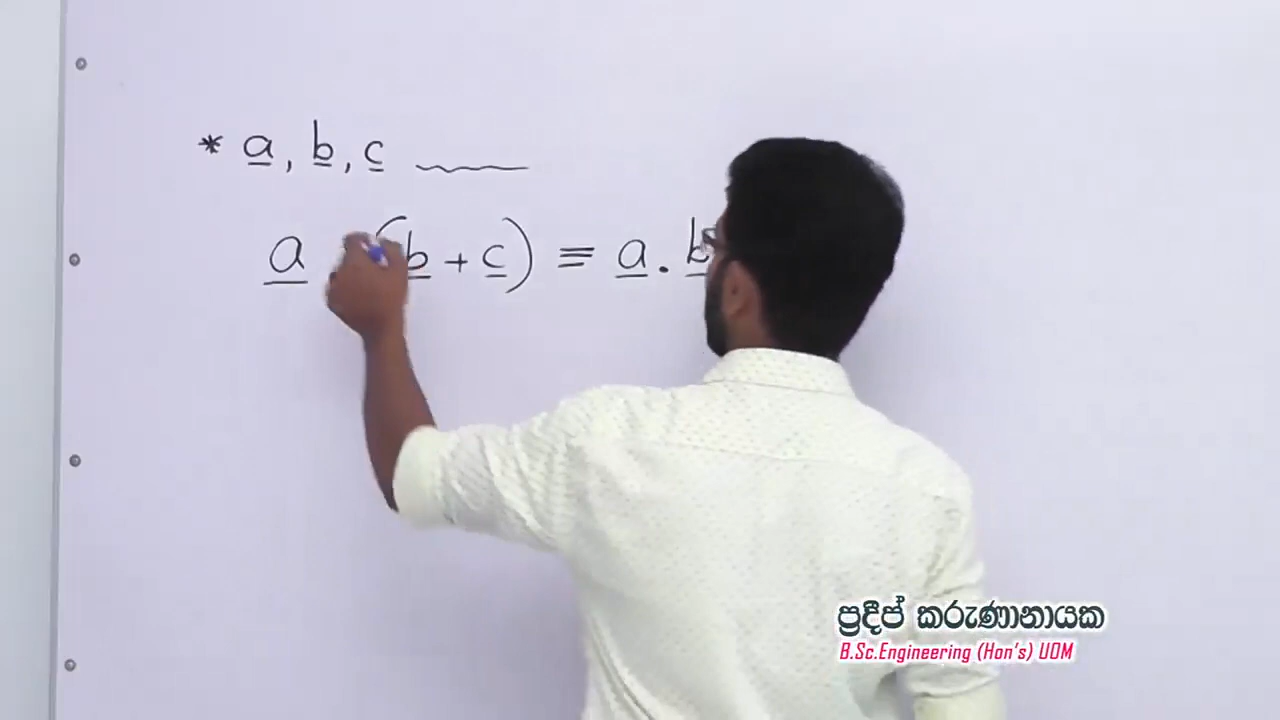 * a, b, c
a (b + c) ≡ a . b
ප්‍රදීප් කරුණානායක
B.Sc.Engineering (Hon's) UOM